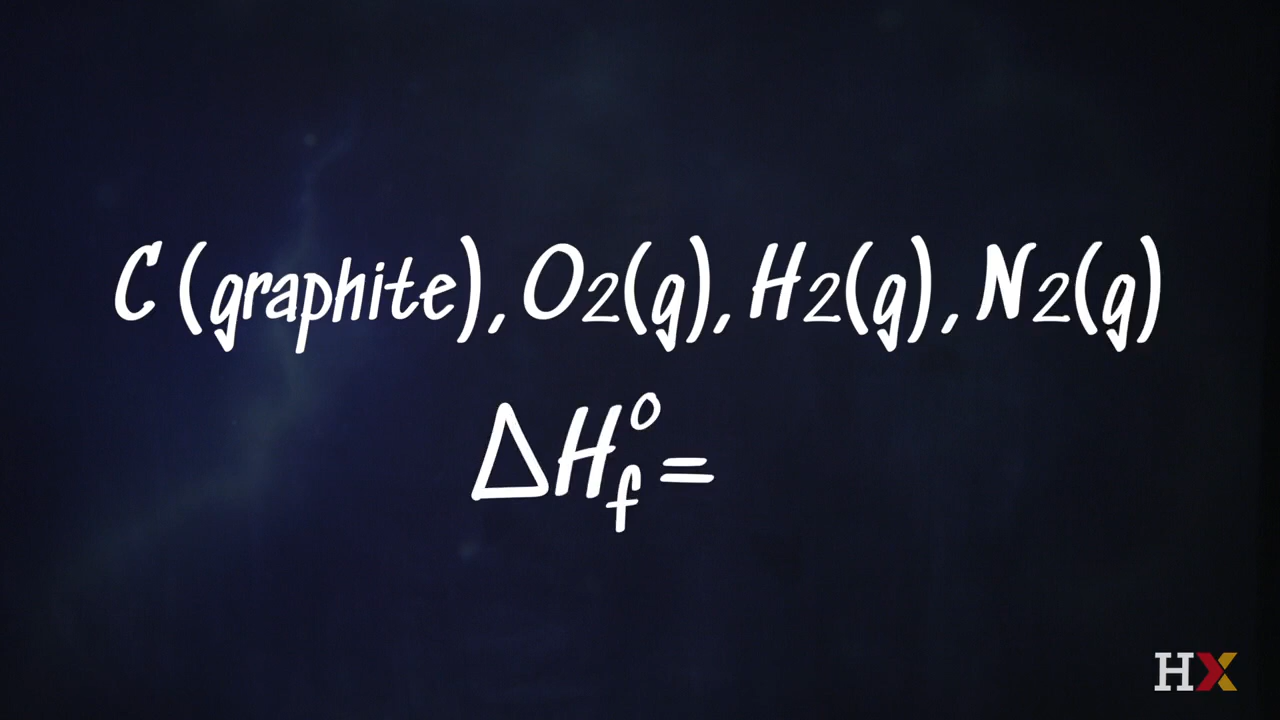 C (graphite), O2(g), H2(g), N2(g)
ΔH°f =
HX